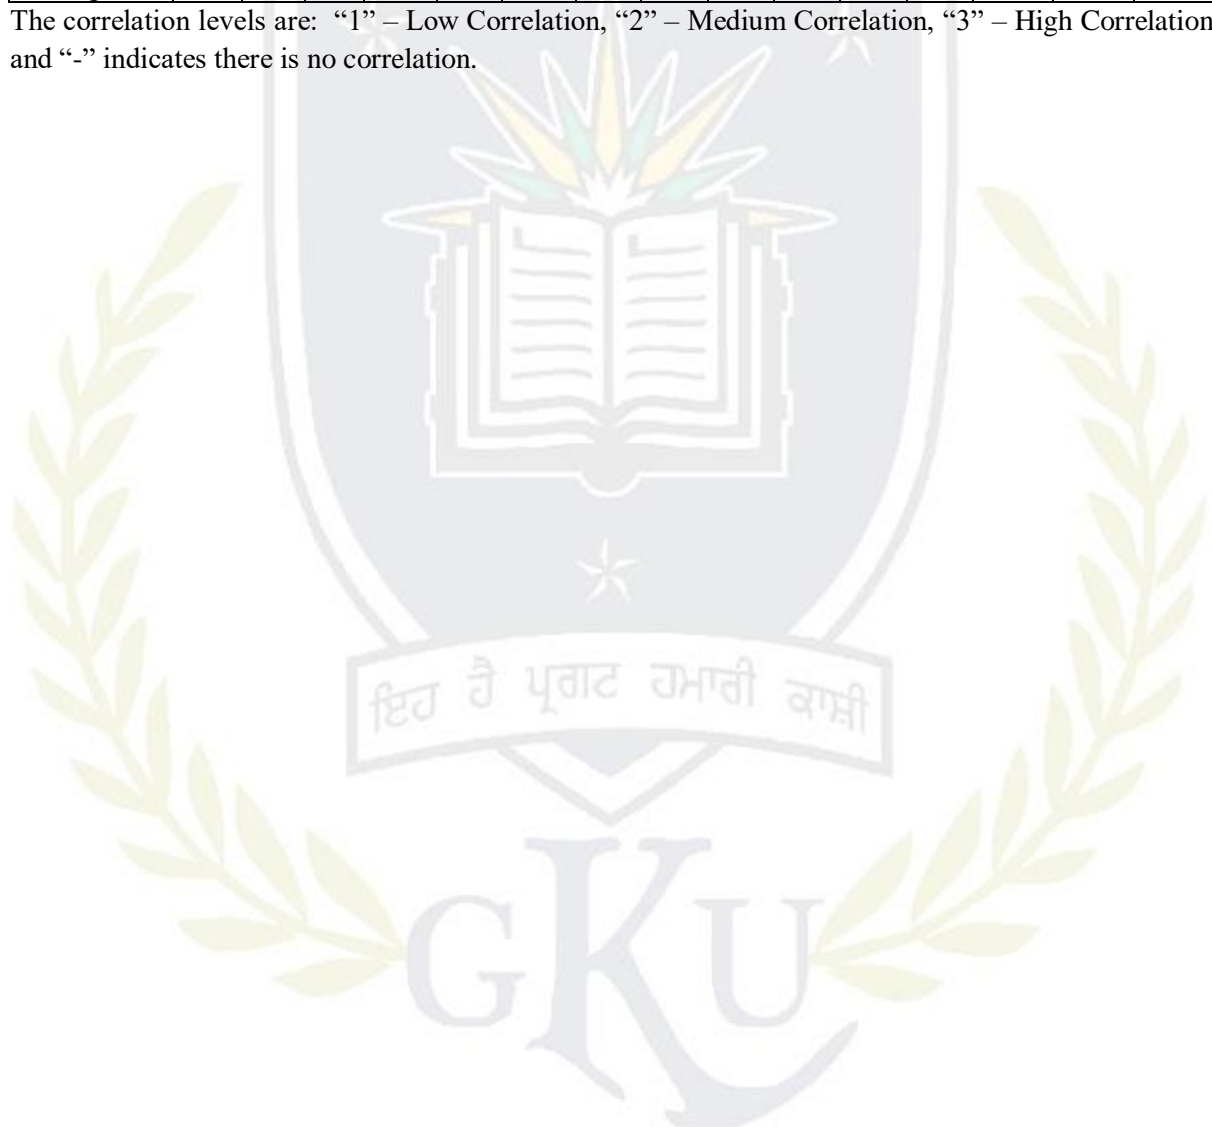 The correlation levels are: “1” – Low Correlation, “2” – Medium Correlation, “3” – High Correlation
and “-” indicates there is no correlation.
ਇਹ ਹੈ ਪ੍ਰਗਟ ਹਮਾਰੀ ਕਾਸ਼ੀ
GKU